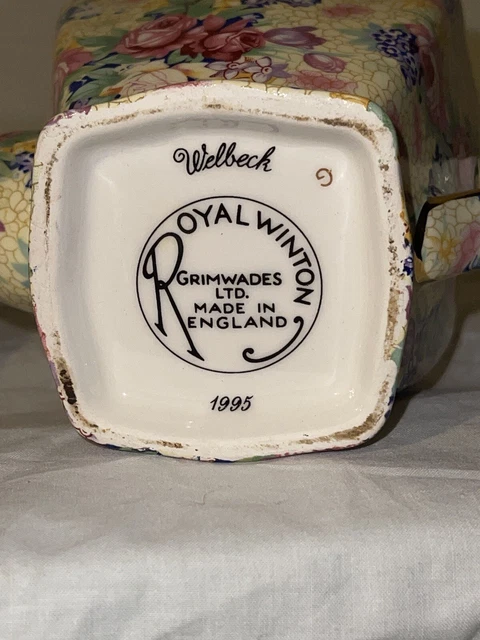 Welbeck
ROYAL WINTON
GRIMWADES
LTD.
MADE IN
ENGLAND
1995